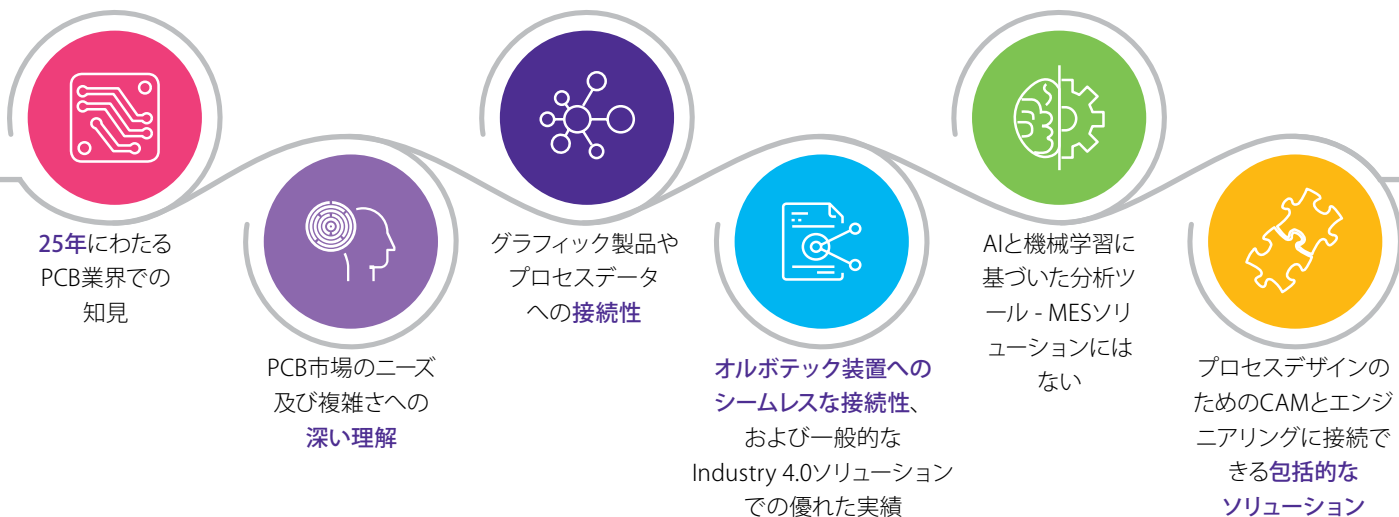 25年にわたる
PCB業界での
知見
PCB市場のニーズ
及び複雑さへの
深い理解
グラフィック製品や
プロセスデータ
への接続性
オルボテック装置への
シームレスな接続性、
および一般的な
Industry 4.0ソリューション
での優れた実績
AIと機械学習に
基づいた分析ツ
ール - MESソリ
ューションには
ない
プロセスデザインの
ためのCAMとエンジ
ニアリングに接続で
きる包括的な
ソリューション